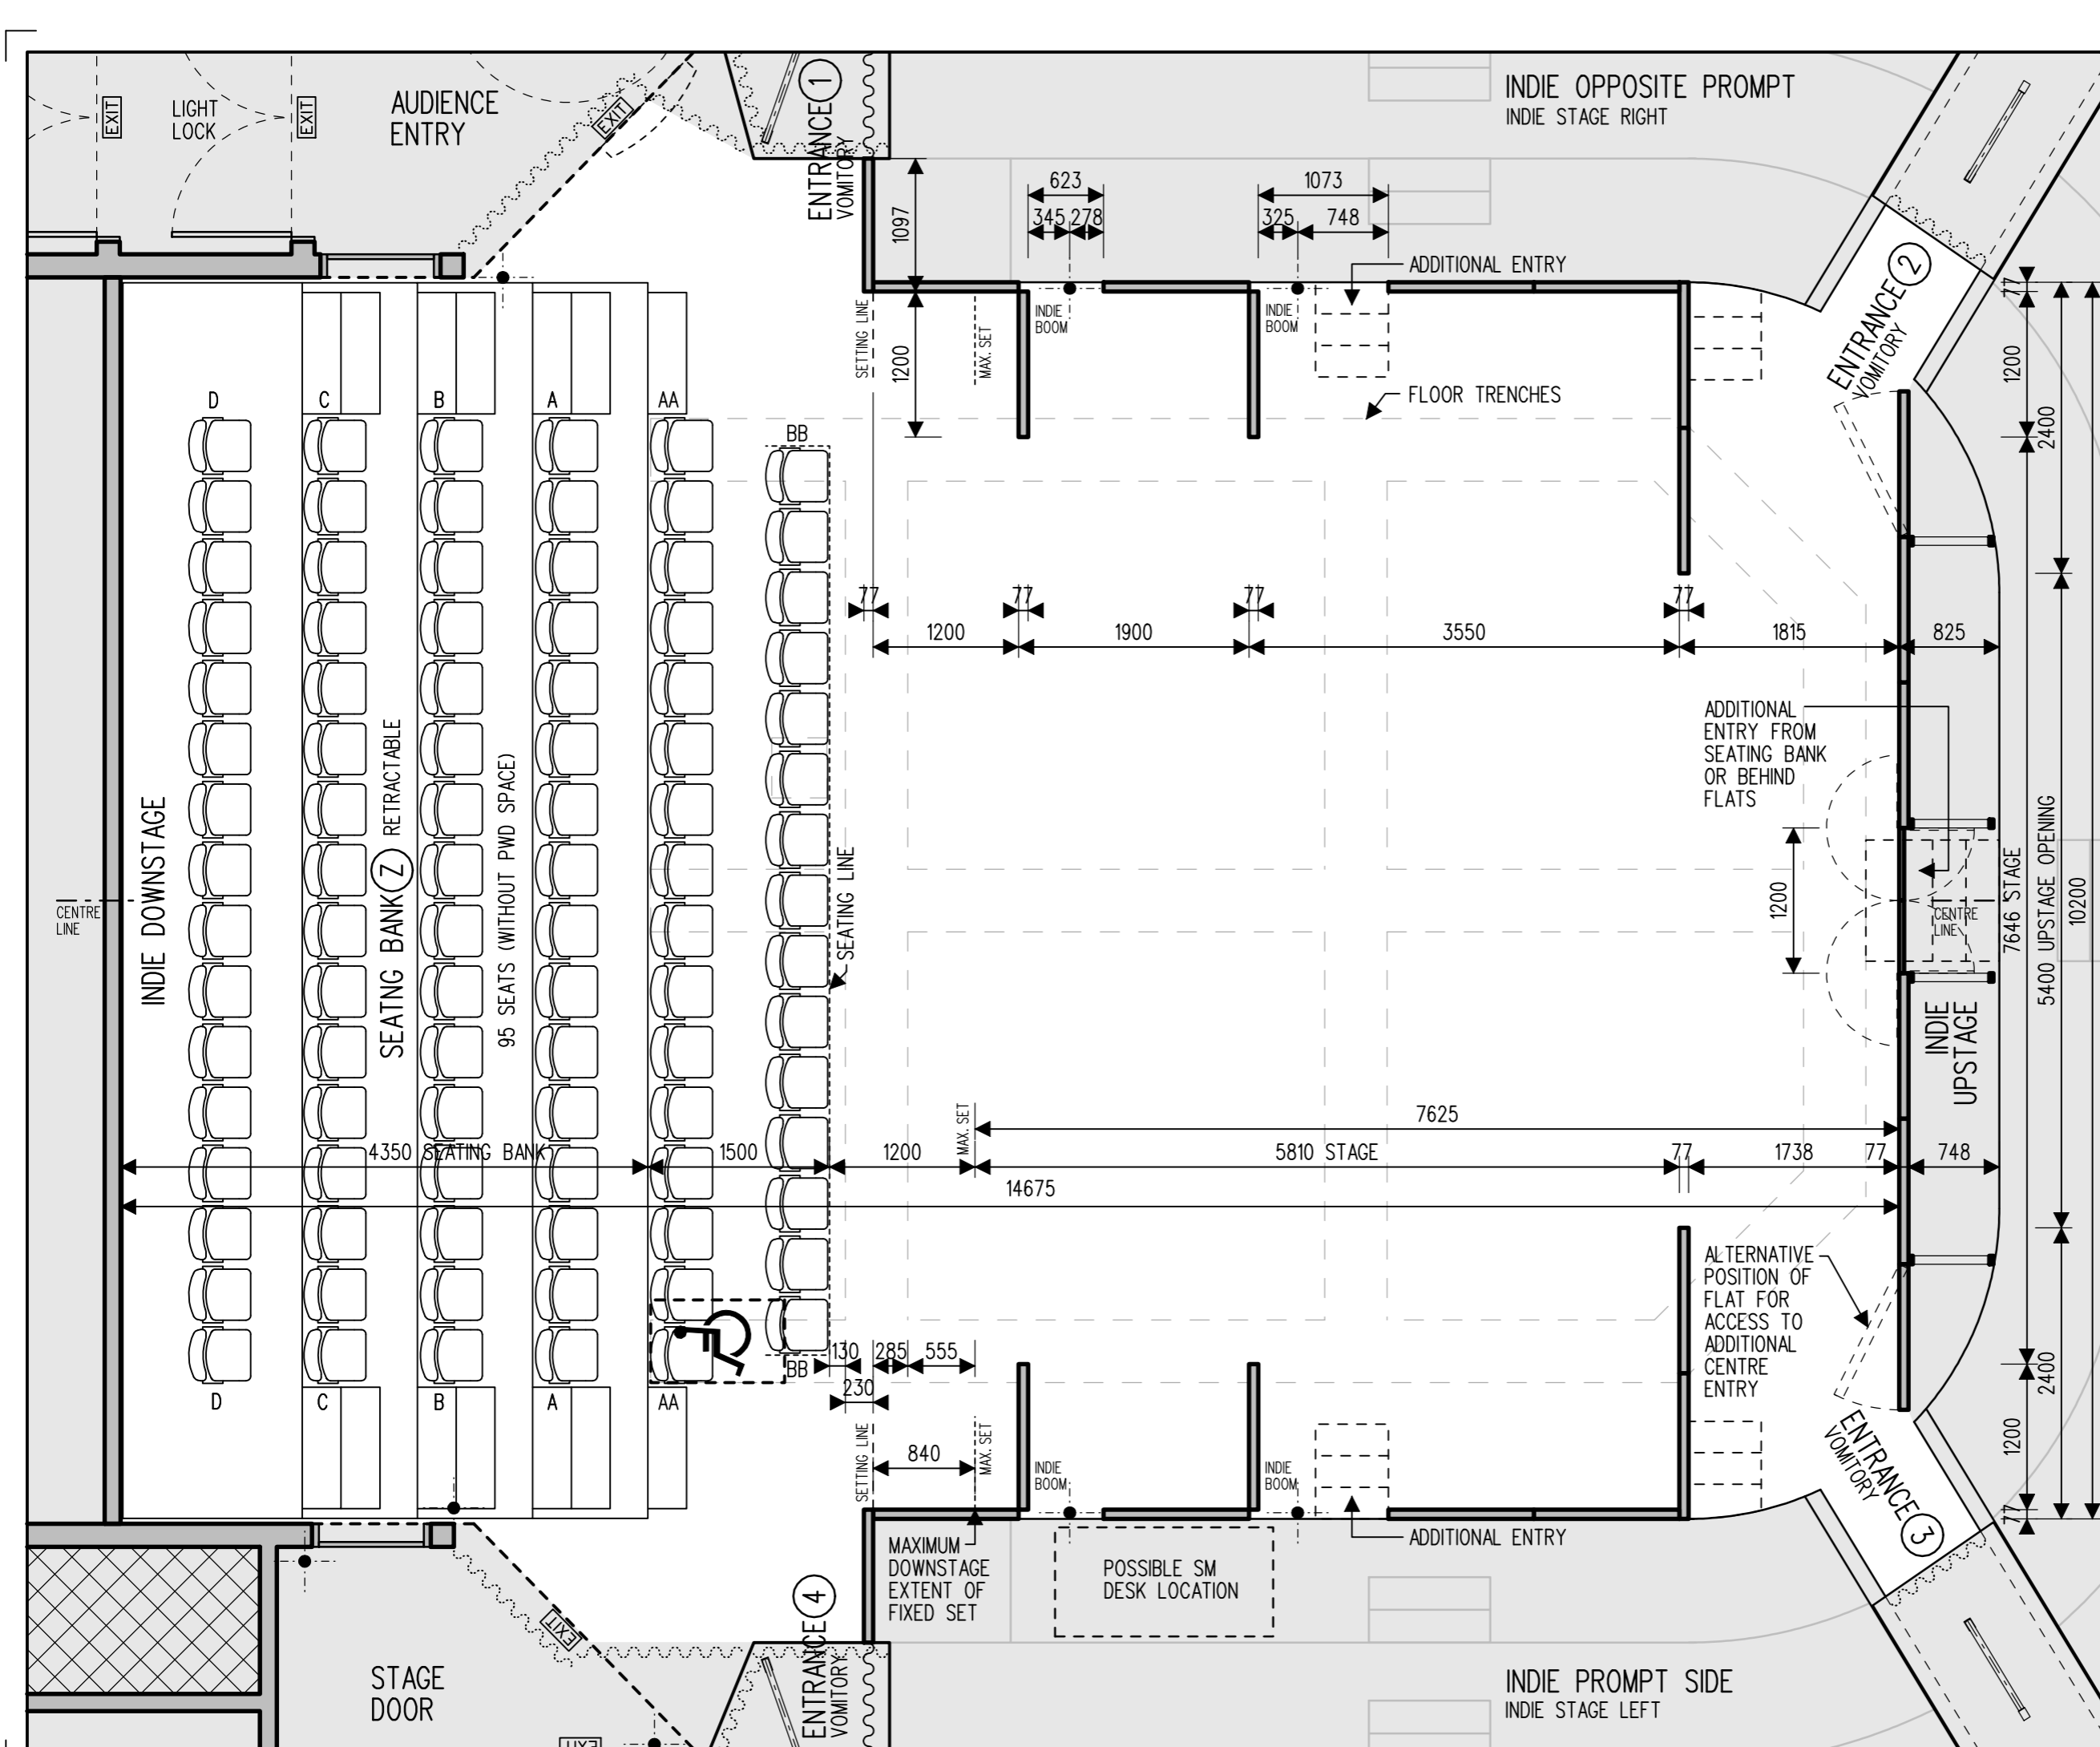 EXIT
LIGHT
LOCK
EXIT
AUDIENCE
ENTRY
EXIT
ENTRANCE 1
VOMITORY
INDIE OPPOSITE PROMPT
INDIE STAGE RIGHT
1097
623
345
278
1073
325
748
ADDITIONAL ENTRY
ENTRANCE 2
VOMITORY
SETTING LINE
MAX. SET
1200
INDIE
BOOM
INDIE
BOOM
FLOOR TRENCHES
77
1200
2400
D
C
B
A
AA
BB
77
77
77
77
1200
1900
3550
1815
825
INDIE DOWNSTAGE
CENTRE
LINE
SEATNG BANK Z RETRACTABLE
95 SEATS (WITHOUT PWD SPACE)
SEATING LINE
ADDITIONAL
ENTRY FROM
SEATING BANK
OR BEHIND
FLATS
1200
CENTRE
LINE
7646 STAGE
5400 UPSTAGE OPENING
10200
INDIE
UPSTAGE
MAX. SET
7625
4350 SEATING BANK
1500
1200
5810 STAGE
77
1738
77
748
14675
130
285
555
230
BB
D
C
B
A
AA
ALTERNATIVE
POSITION OF
FLAT FOR
ACCESS TO
ADDITIONAL
CENTRE
ENTRY
2400
1200
77
SETTING LINE
840
MAX. SET
INDIE
BOOM
INDIE
BOOM
ENTRANCE 3
VOMITORY
MAXIMUM
DOWNSTAGE
EXTENT OF
FIXED SET
POSSIBLE SM
DESK LOCATION
ADDITIONAL ENTRY
EXIT
STAGE
DOOR
ENTRANCE 4
VOMITORY
INDIE PROMPT SIDE
INDIE STAGE LEFT
EXIT